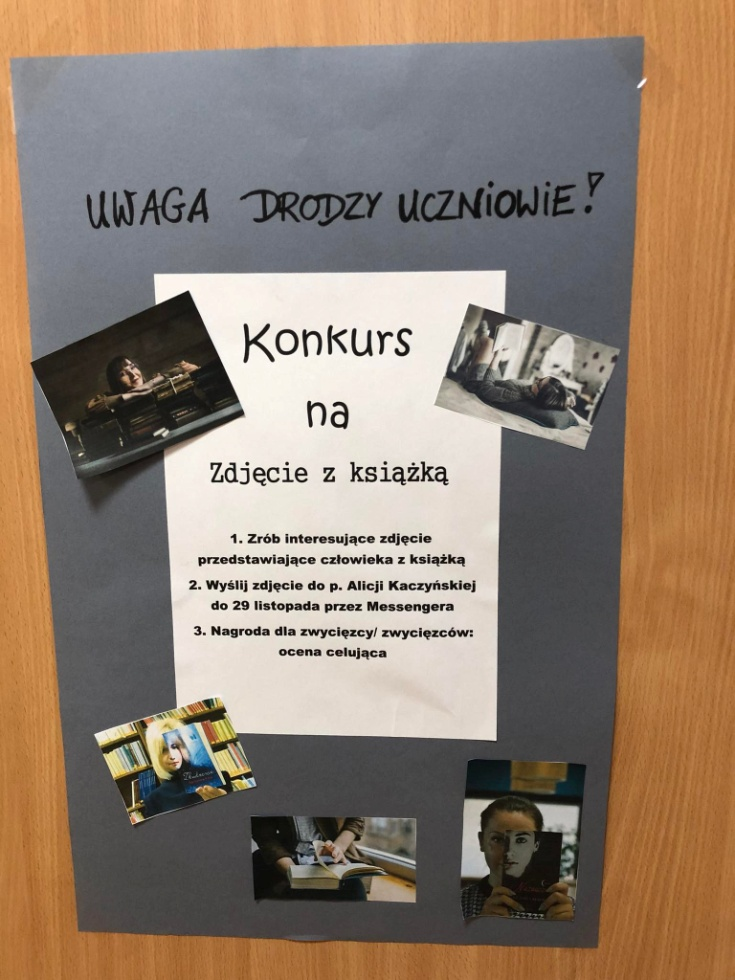 UWAGA DRODZY UCZNIOWIE!
Konkurs
na
Zdjęcie z książką
1. Zrób interesujące zdjęcie
przedstawiające człowieka z książką
2. Wyślij zdjęcie do p. Alicji Kaczyńskiej
do 29 listopada przez Messengera
3. Nagroda dla zwycięzcy/ zwycięzców:
ocena celująca